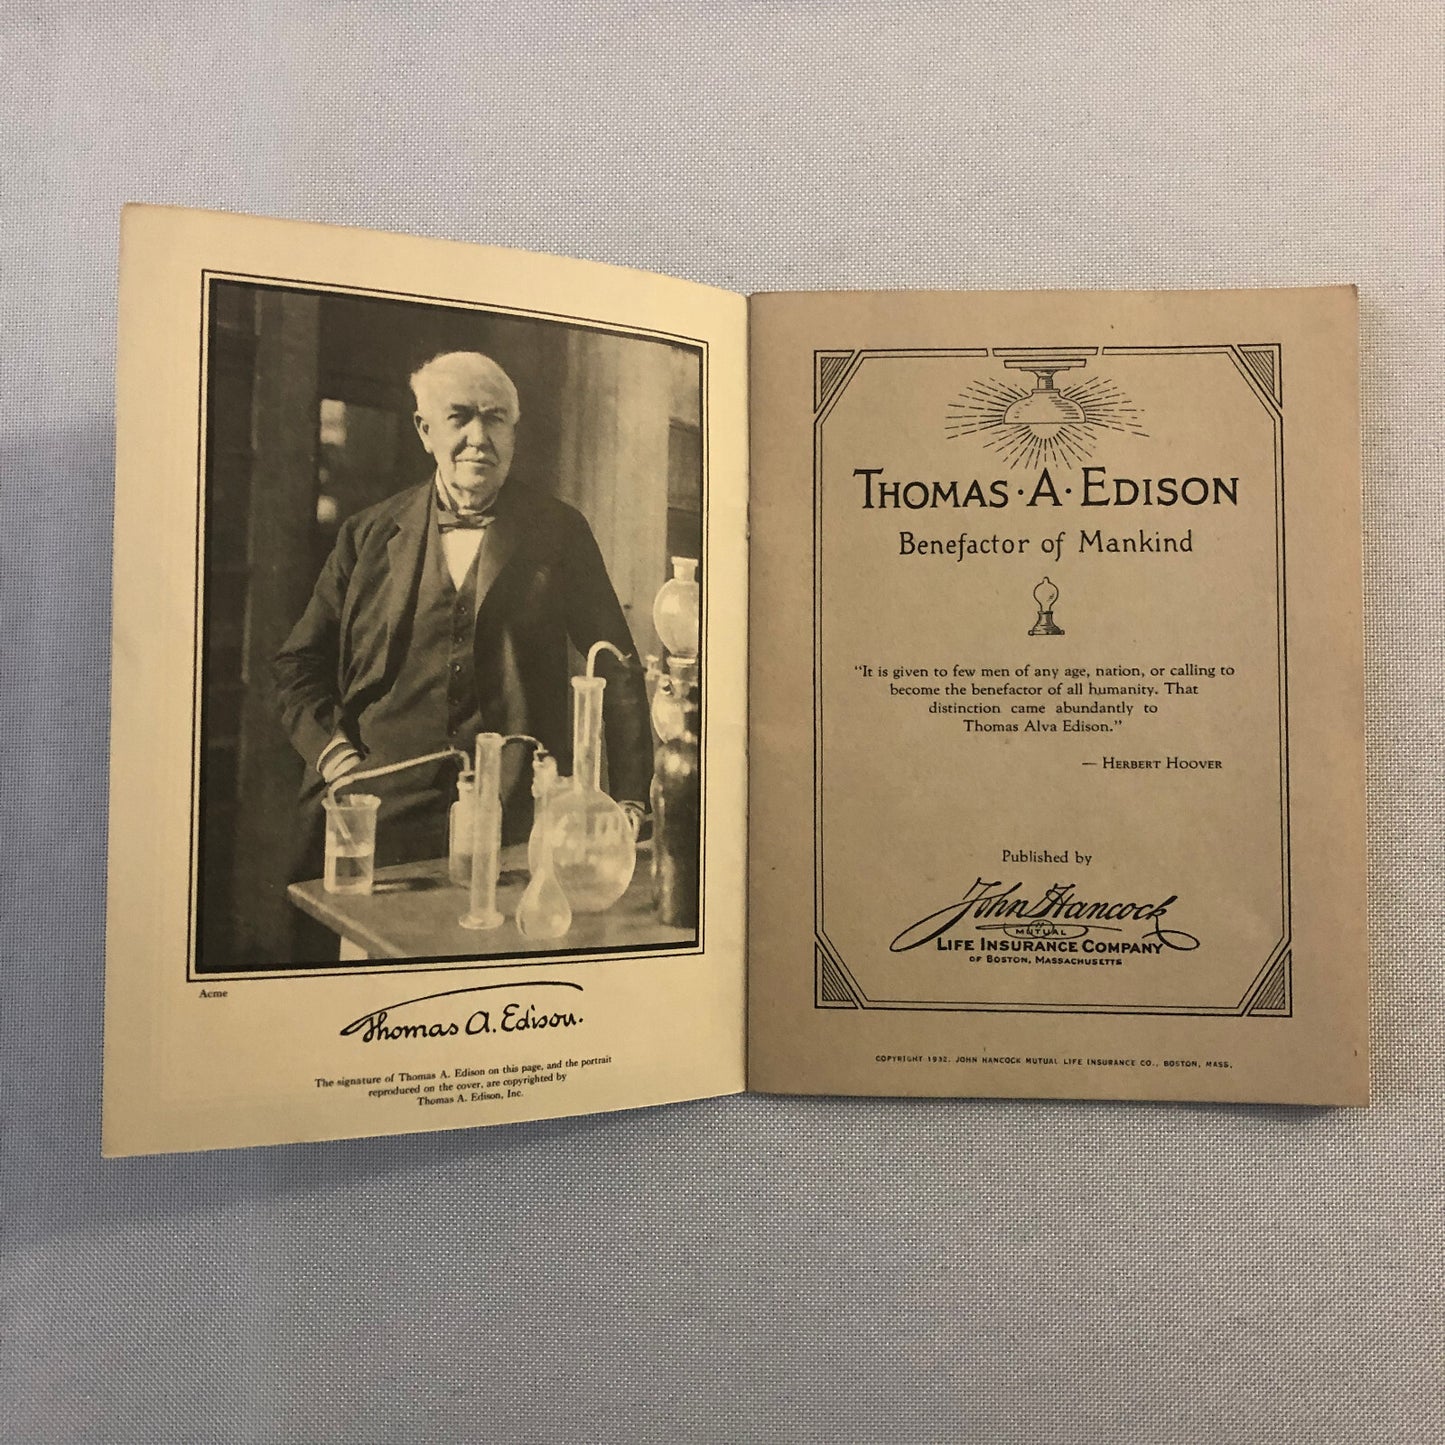 Acme
Thomas A. Edison.
The signature of Thomas A. Edison on this page, and the portrait
reproduced on the cover, are copyrighted by
Thomas A. Edison, Inc.
THOMAS · A · EDISON
Benefactor of Mankind
"It is given to few men of any age, nation, or calling to
become the benefactor of all humanity. That
distinction came abundantly to
Thomas Alva Edison."
— HERBERT HOOVER
Published by
John Hancock
MUTUAL
LIFE INSURANCE COMPANY
OF BOSTON, MASSACHUSETTS
COPYRIGHT 1932, JOHN HANCOCK MUTUAL LIFE INSURANCE CO., BOSTON, MASS.